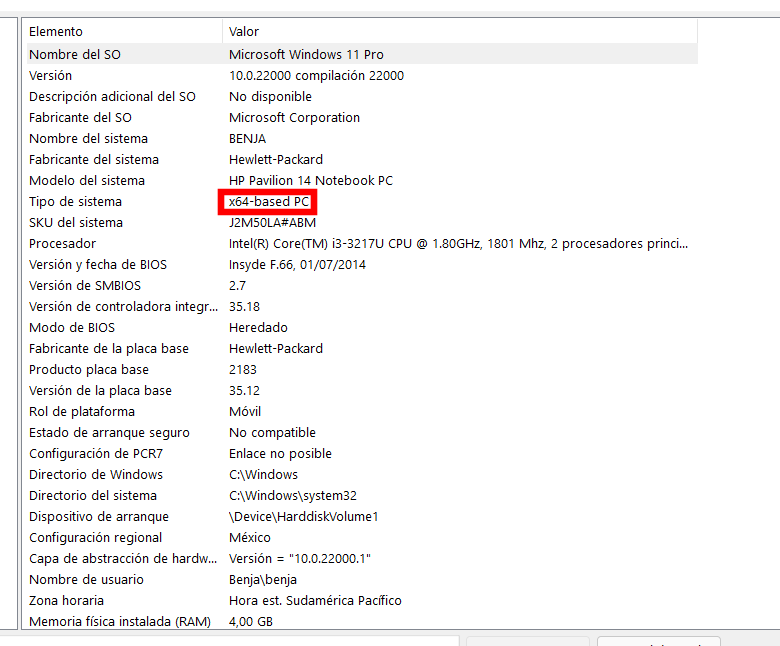 Elemento Valor
Nombre del SO Microsoft Windows 11 Pro
Versión 10.0.22000 compilación 22000
Descripción adicional del SO No disponible
Fabricante del SO Microsoft Corporation
Nombre del sistema BENJA
Fabricante del sistema Hewlett-Packard
Modelo del sistema HP Pavilion 14 Notebook PC
Tipo de sistema x64-based PC
SKU del sistema J2M50LA#ABM
Procesador Intel(R) Core(TM) i3-3217U CPU @ 1.80GHz, 1801 Mhz, 2 procesadores princi...
Versión y fecha de BIOS Insyde F.66, 01/07/2014
Versión de SMBIOS 2.7
Versión de controladora integr... 35.18
Modo de BIOS Heredado
Fabricante de la placa base Hewlett-Packard
Producto placa base 2183
Versión de la placa base 35.12
Rol de plataforma Móvil
Estado de arranque seguro No compatible
Configuración de PCR7 Enlace no posible
Directorio de Windows C:\Windows
Directorio del sistema C:\Windows\system32
Dispositivo de arranque \Device\HarddiskVolume1
Configuración regional México
Capa de abstracción de hardw... Versión = "10.0.22000.1"
Nombre de usuario Benja\benja
Zona horaria Hora est. Sudamérica Pacífico
Memoria física instalada (RAM) 4,00 GB